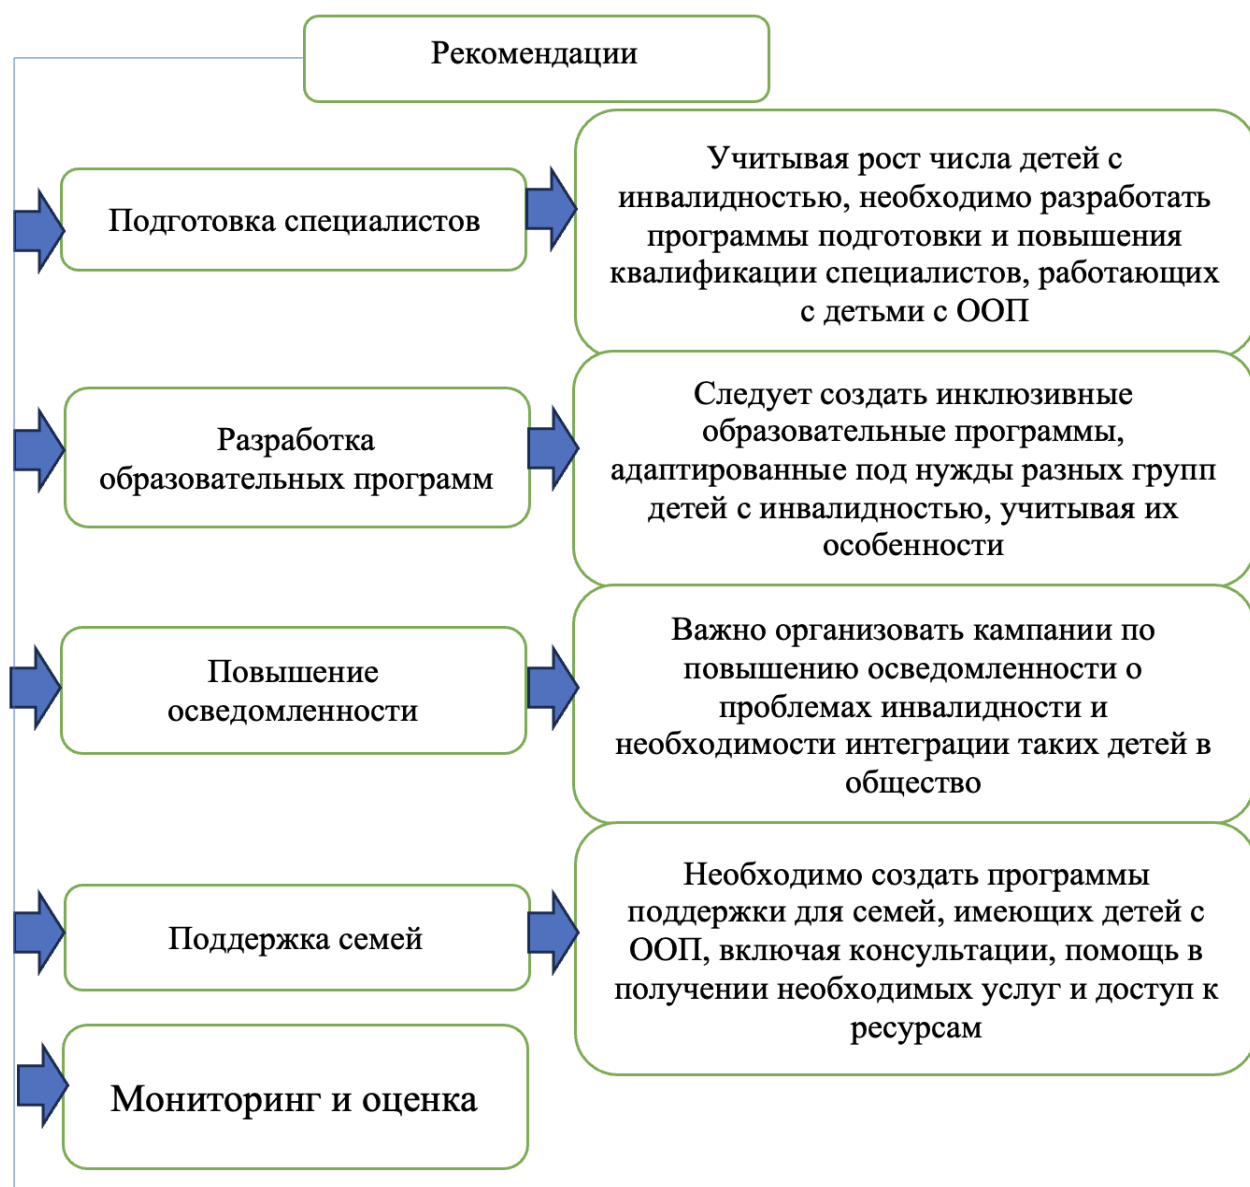 Рекомендации
Подготовка специалистов
Учитывая рост числа детей с
инвалидностью, необходимо разработать
программы подготовки и повышения
квалификации специалистов, работающих
с детьми с ООП
Разработка
образовательных программ
Следует создать инклюзивные
образовательные программы,
адаптированные под нужды разных групп
детей с инвалидностью, учитывая их
особенности
Повышение
осведомленности
Важно организовать кампании по
повышению осведомленности о
проблемах инвалидности и
необходимости интеграции таких детей в
общество
Поддержка семей
Необходимо создать программы
поддержки для семей, имеющих детей с
ООП, включая консультации, помощь в
получении необходимых услуг и доступ к
ресурсам
Мониторинг и оценка